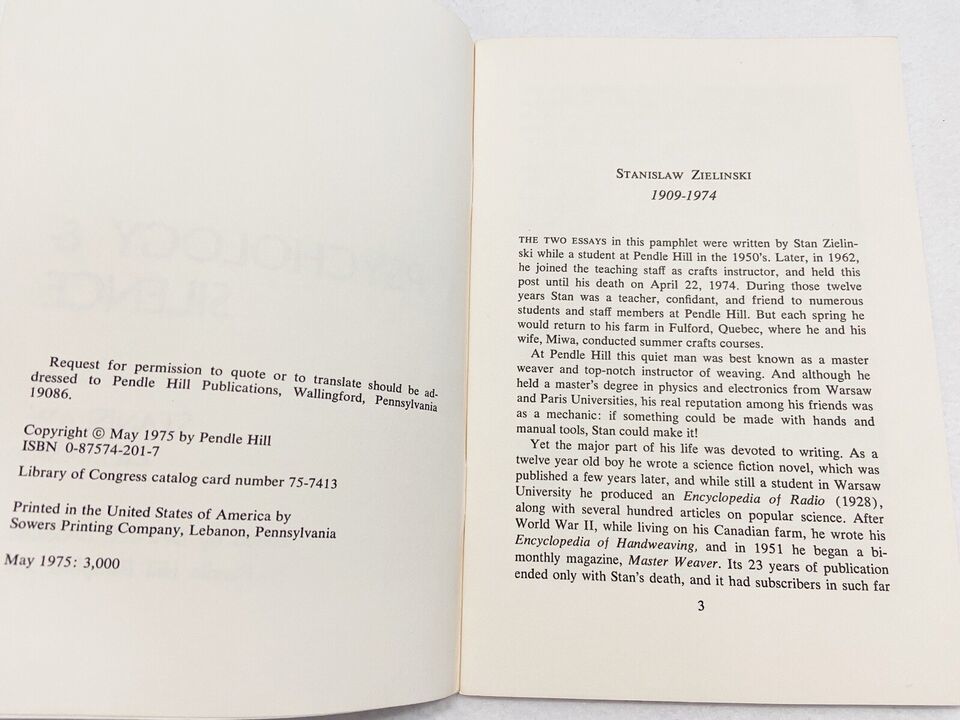 Request for permission to quote or to translate should be ad-
dressed to Pendle Hill Publications, Wallingford, Pennsylvania
19086.
Copyright © May 1975 by Pendle Hill
ISBN 0-87574-201-7
Library of Congress catalog card number 75-7413
Printed in the United States of America by
Sowers Printing Company, Lebanon, Pennsylvania
May 1975: 3,000
STANISLAW ZIELINSKI
1909-1974
THE TWO ESSAYS in this pamphlet were written by Stan Zielin-
ski while a student at Pendle Hill in the 1950's. Later, in 1962,
he joined the teaching staff as crafts instructor, and held this
post until his death on April 22, 1974. During those twelve
years Stan was a teacher, confidant, and friend to numerous
students and staff members at Pendle Hill. But each spring he
would return to his farm in Fulford, Quebec, where he and his
wife, Miwa, conducted summer crafts courses.
At Pendle Hill this quiet man was best known as a master
weaver and top-notch instructor of weaving. And although he
held a master's degree in physics and electronics from Warsaw
and Paris Universities, his real reputation among his friends was
as a mechanic: if something could be made with hands and
manual tools, Stan could make it!
Yet the major part of his life was devoted to writing. As a
twelve year old boy he wrote a science fiction novel, which was
published a few years later, and while still a student in Warsaw
University he produced an Encyclopedia of Radio (1928),
along with several hundred articles on popular science. After
World War II, while living on his Canadian farm, he wrote his
Encyclopedia of Handweaving, and in 1951 he began a bi-
monthly magazine, Master Weaver. Its 23 years of publication
ended only with Stan's death, and it had subscribers in such far
3